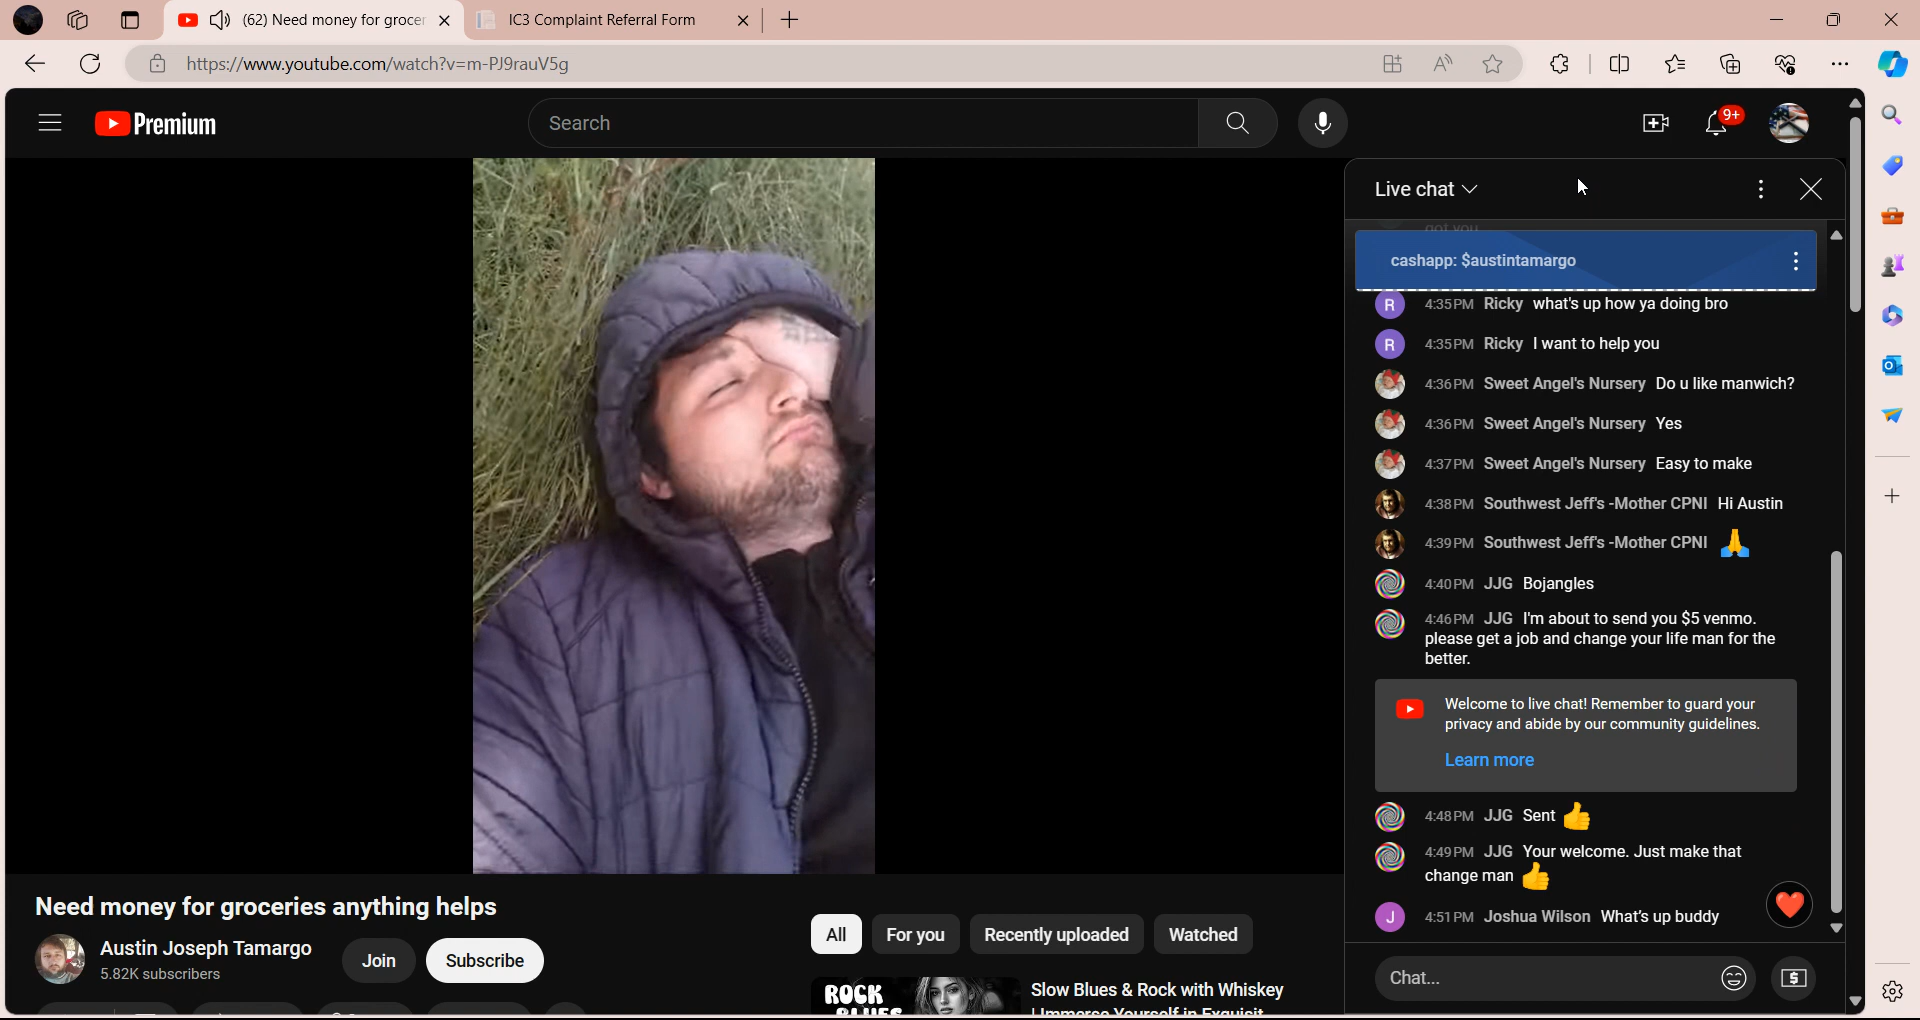 (62) Need money for grocer
IC3 Complaint Referral Form
https://www.youtube.com/watch?v=m-PJ9rauV5g
Premium
Search
9+
Live chat
got you
cashapp: $austintamargo
R 4:35PM Ricky what's up how ya doing bro
R 4:35PM Ricky I want to help you
4:36PM Sweet Angel's Nursery Do u like manwich?
4:36PM Sweet Angel's Nursery Yes
4:37PM Sweet Angel's Nursery Easy to make
4:38PM Southwest Jeff's -Mother CPNI Hi Austin
4:39PM Southwest Jeff's -Mother CPNI 🙏
4:40PM JJG Bojangles
4:46PM JJG I'm about to send you $5 venmo.
please get a job and change your life man for the
better.
Welcome to live chat! Remember to guard your
privacy and abide by our community guidelines.
Learn more
4:48PM JJG Sent 👍
4:49PM JJG Your welcome. Just make that
change man 👍
J 4:51PM Joshua Wilson What's up buddy
Chat...
Need money for groceries anything helps
Austin Joseph Tamargo
5.82K subscribers
Join
Subscribe
All
For you
Recently uploaded
Watched
ROCK
BLUES
Slow Blues & Rock with Whiskey
| Immerse Yourself in Exquisit